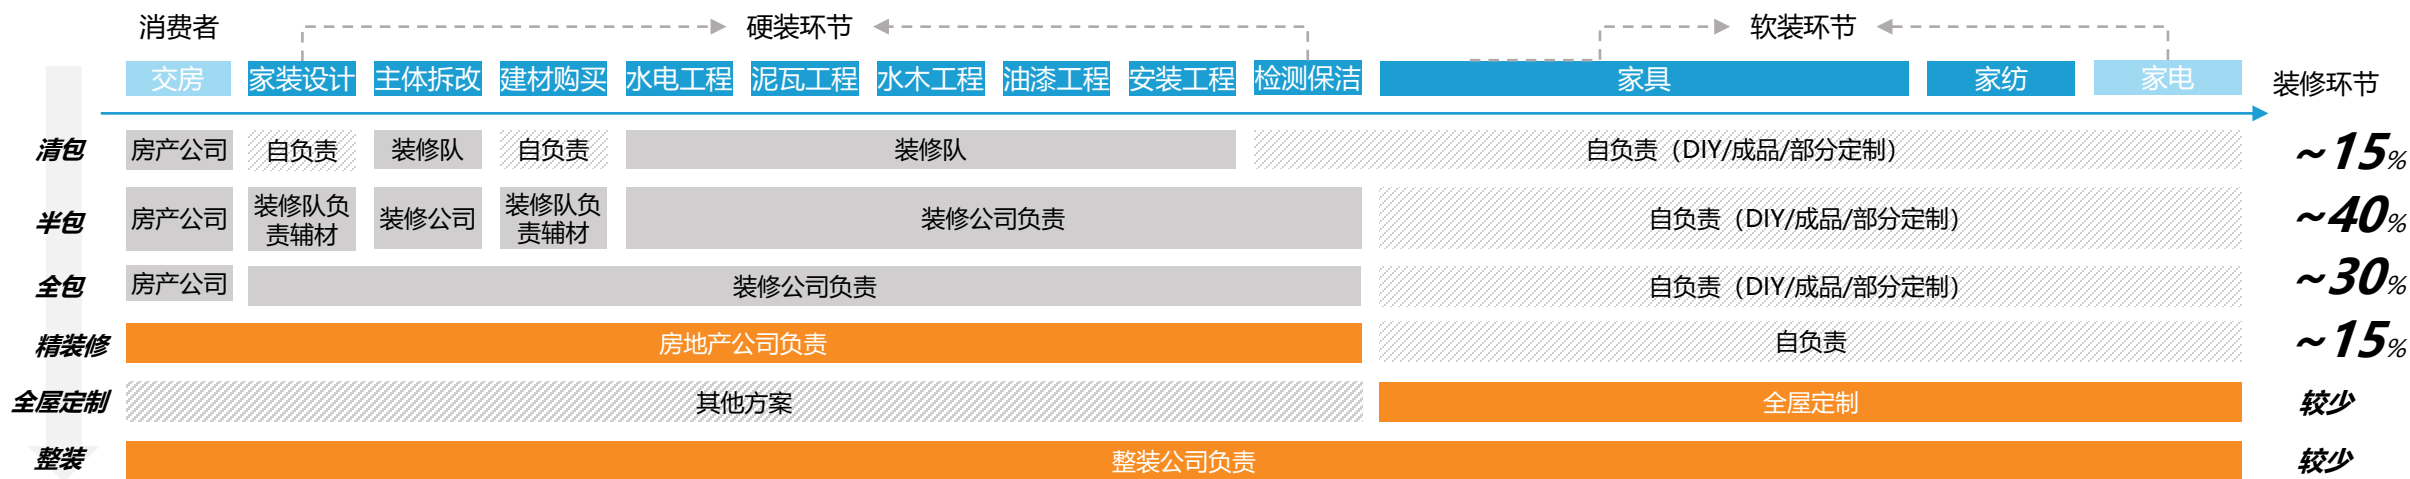 消费者 硬装环节 软装环节
交房 家装设计 主体拆改 建材购买 水电工程 泥瓦工程 水木工程 油漆工程 安装工程 检测保洁 家具 家纺 家电 装修环节
清包 房产公司 自负责 装修队 自负责 装修队 自负责（DIY/成品/部分定制） ~15%
半包 房产公司 装修队负责辅材 装修公司 装修队负责辅材 装修公司负责 自负责（DIY/成品/部分定制） ~40%
全包 房产公司 装修公司负责 自负责（DIY/成品/部分定制） ~30%
精装修 房地产公司负责 自负责 ~15%
全屋定制 其他方案 全屋定制 较少
整装 整装公司负责 较少